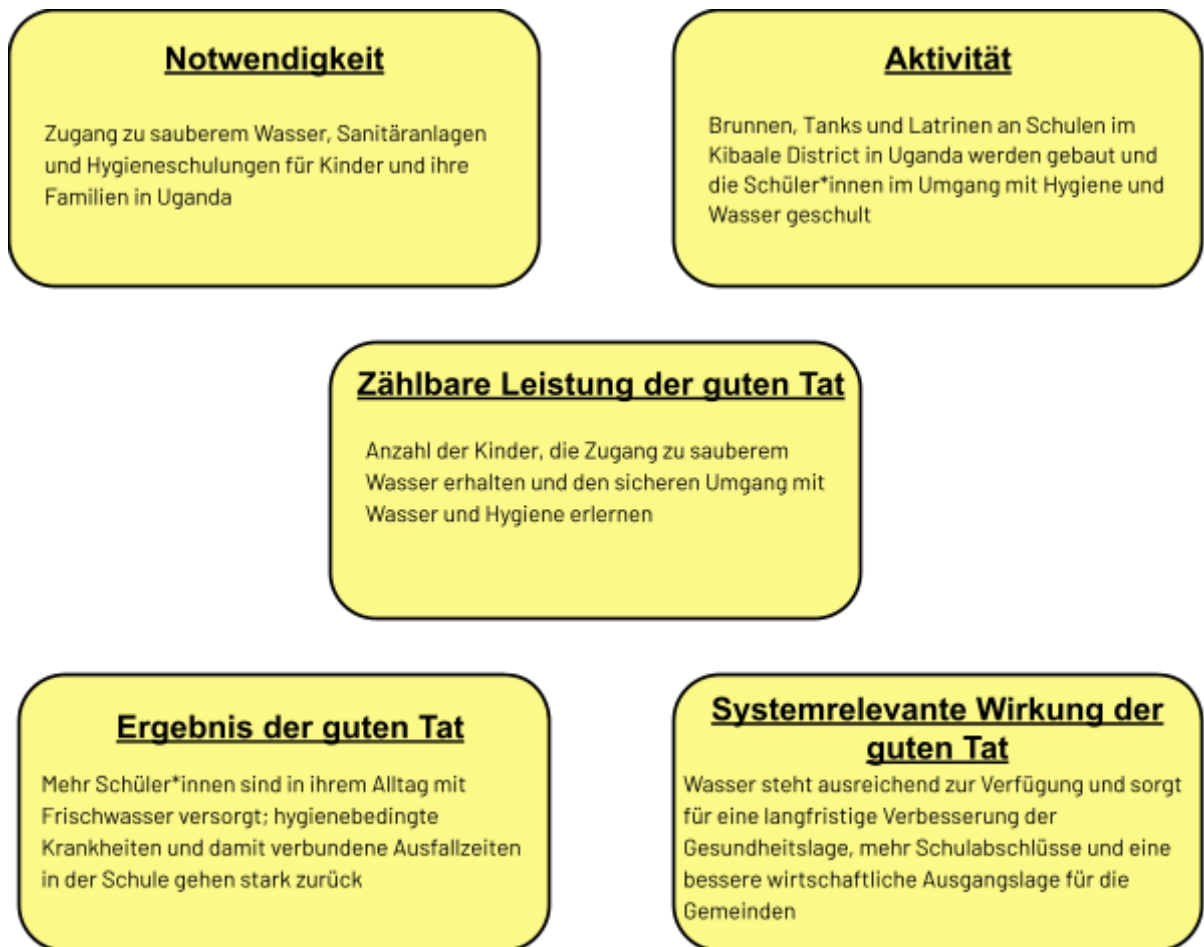 Notwendigkeit
Zugang zu sauberem Wasser, Sanitäranlagen
und Hygieneschulungen für Kinder und ihre
Familien in Uganda
Aktivität
Brunnen, Tanks und Latrinen an Schulen im
Kibaale District in Uganda werden gebaut und
die Schüler*innen im Umgang mit Hygiene und
Wasser geschult
Zählbare Leistung der guten Tat
Anzahl der Kinder, die Zugang zu sauberem
Wasser erhalten und den sicheren Umgang mit
Wasser und Hygiene erlernen
Ergebnis der guten Tat
Mehr Schüler*innen sind in ihrem Alltag mit
Frischwasser versorgt; hygienebedingte
Krankheiten und damit verbundene Ausfallzeiten
in der Schule gehen stark zurück
Systemrelevante Wirkung der
guten Tat
Wasser steht ausreichend zur Verfügung und sorgt
für eine langfristige Verbesserung der
Gesundheitslage, mehr Schulabschlüsse und eine
bessere wirtschaftliche Ausgangslage für die
Gemeinden